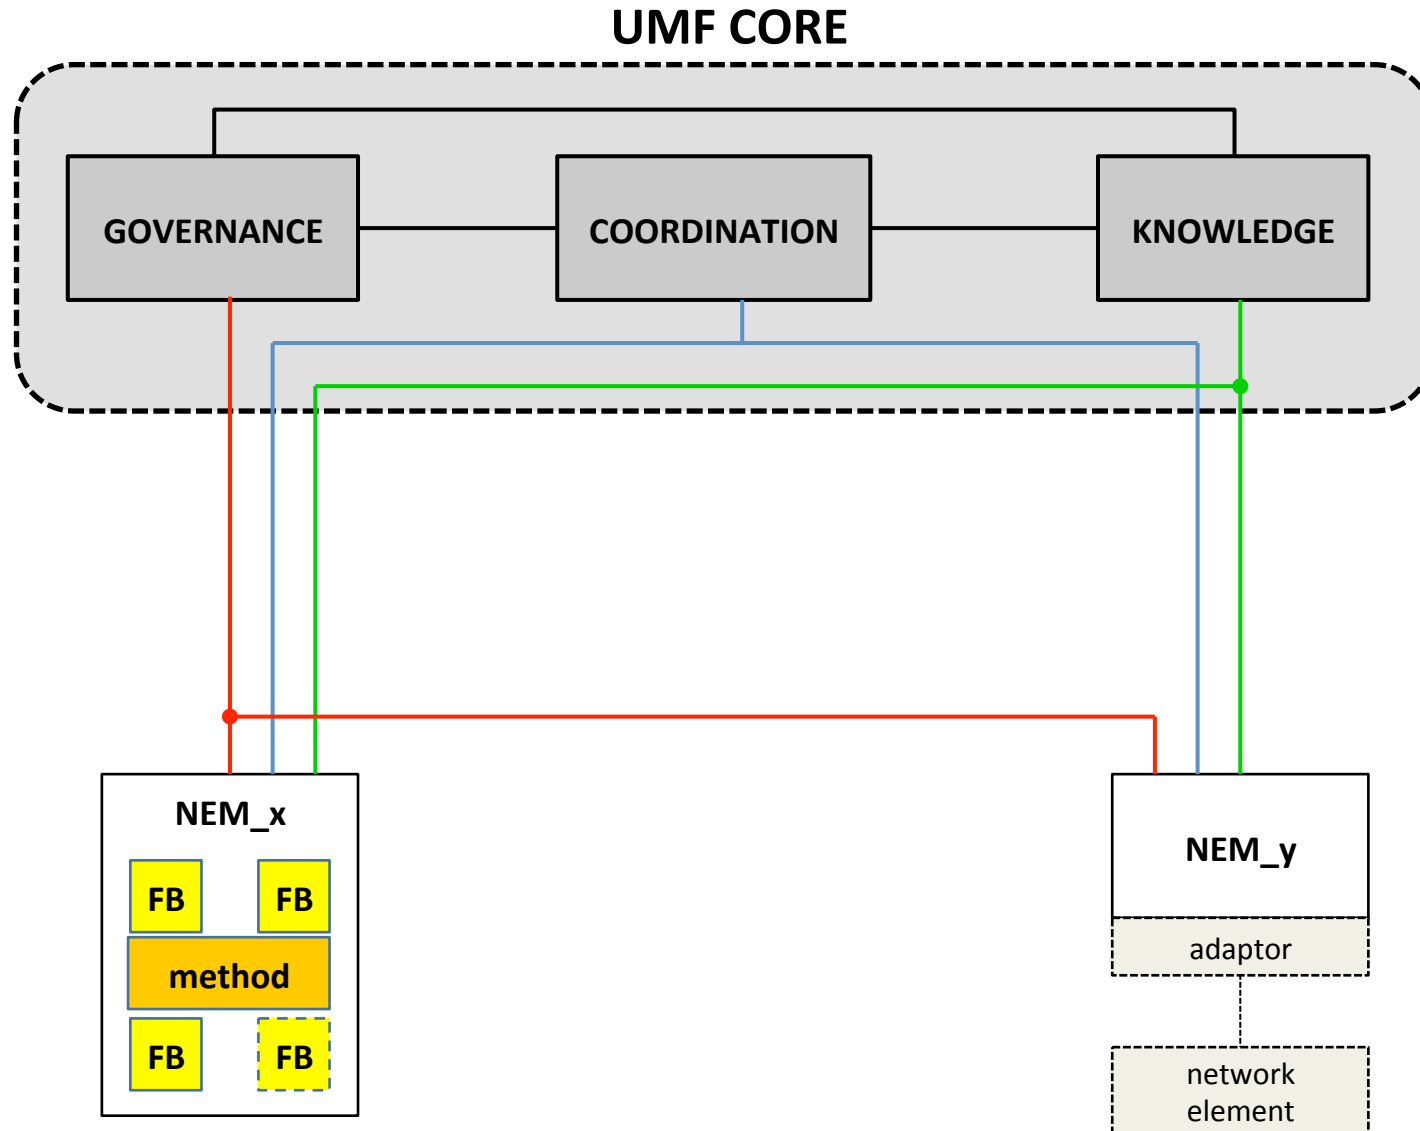 UMF CORE
GOVERNANCE
COORDINATION
KNOWLEDGE
NEM_x
FB
FB
method
FB
FB
NEM_y
adaptor
network
element